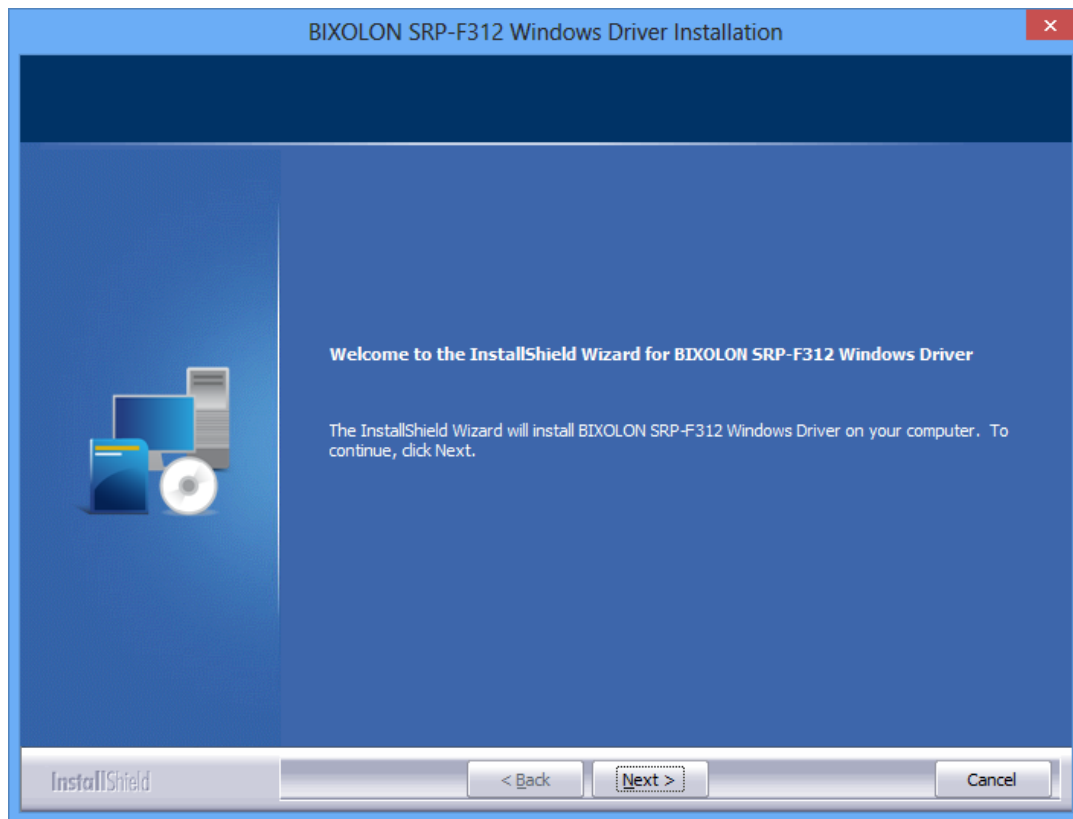 BIXOLON SRP-F312 Windows Driver Installation
Welcome to the InstallShield Wizard for BIXOLON SRP-F312 Windows Driver
The InstallShield Wizard will install BIXOLON SRP-F312 Windows Driver on your computer. To
continue, click Next.
InstallShield
< Back
Next >
Cancel